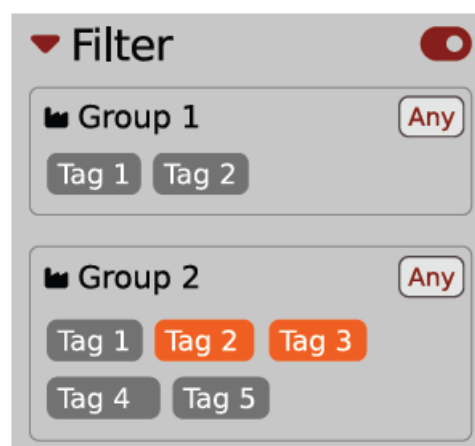 Filter
Group 1 Any
Tag 1 Tag 2
Group 2 Any
Tag 1 Tag 2 Tag 3
Tag 4 Tag 5